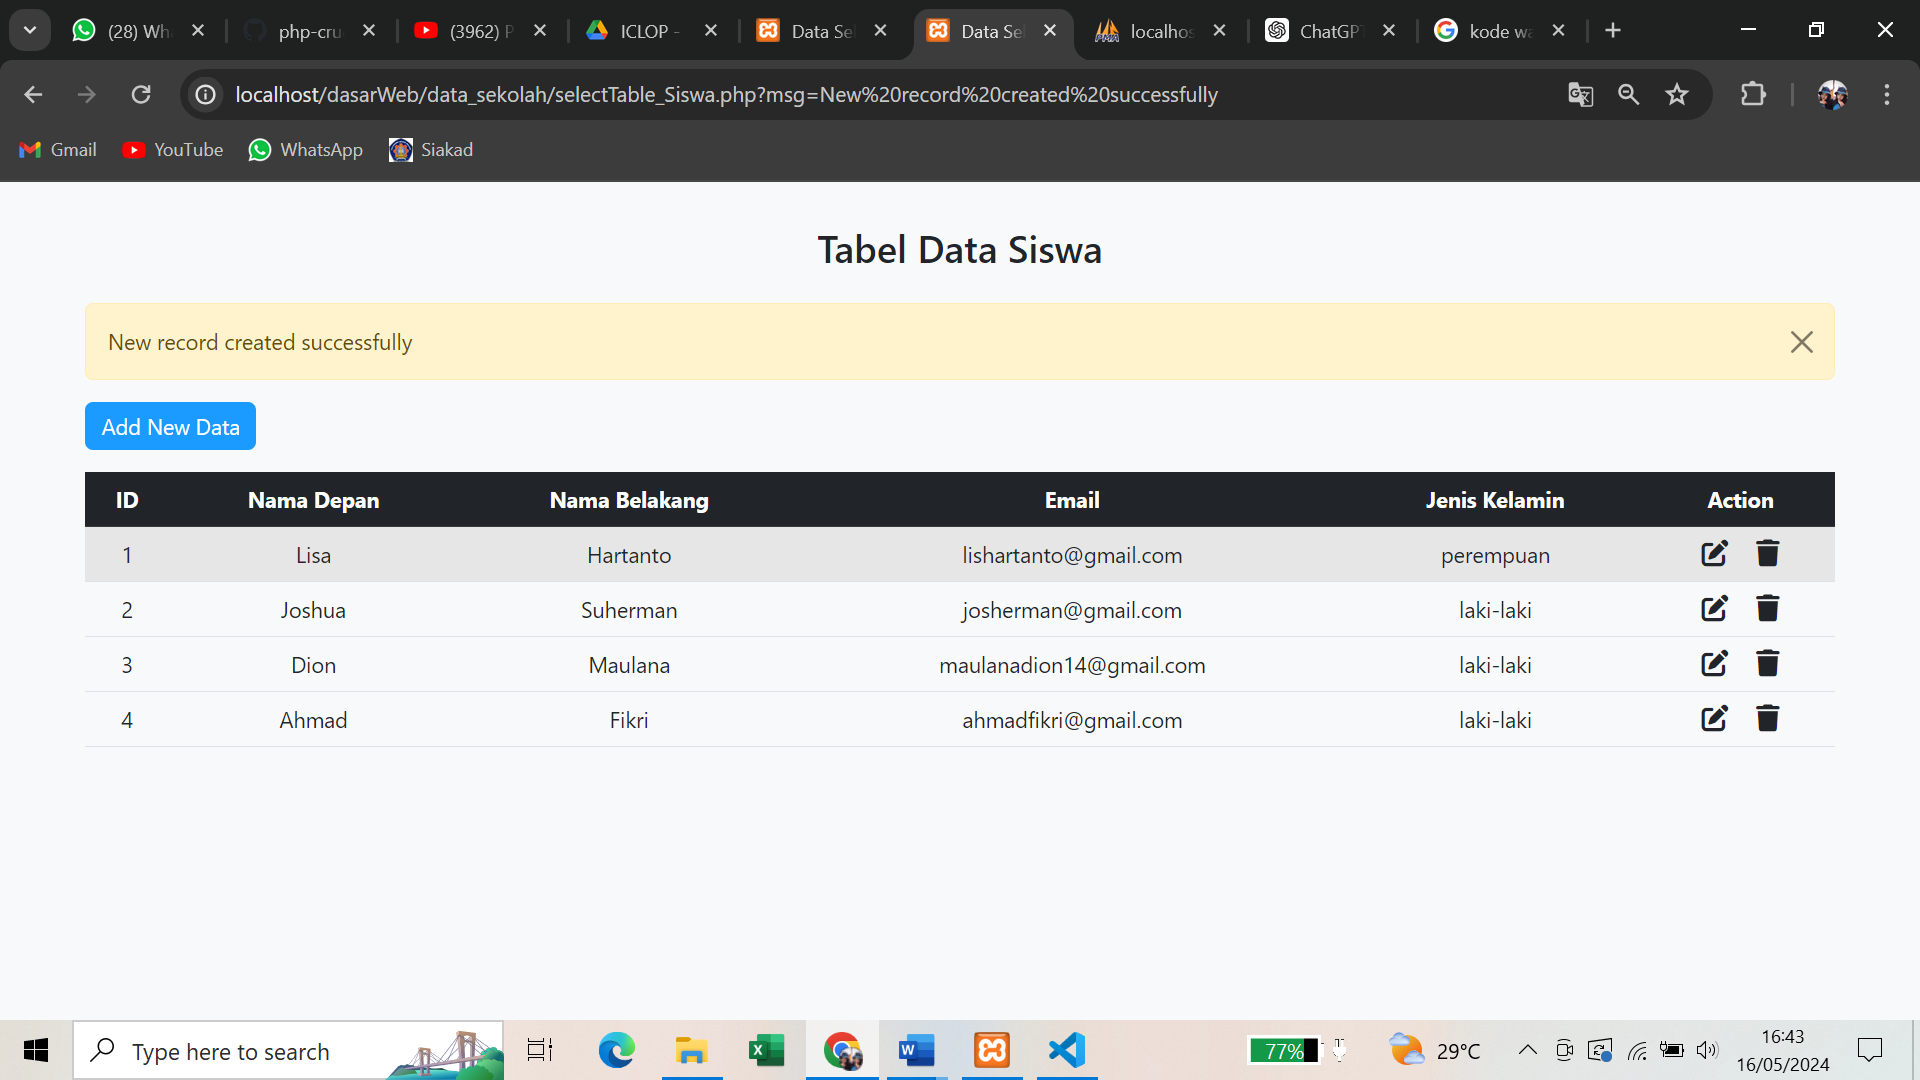 (28) Wh
php-cru
(3962) P
ICLOP -
Data Sel
Data Sel
localhos
ChatGPT
kode wa
localhost/dasarWeb/data_sekolah/selectTable_Siswa.php?msg=New%20record%20created%20successfully
Gmail
YouTube
WhatsApp
Siakad
Tabel Data Siswa
New record created successfully
Add New Data
ID Nama Depan Nama Belakang Email Jenis Kelamin Action
1 Lisa Hartanto lishartanto@gmail.com perempuan
2 Joshua Suherman josherman@gmail.com laki-laki
3 Dion Maulana maulanadion14@gmail.com laki-laki
4 Ahmad Fikri ahmadfikri@gmail.com laki-laki
Type here to search
77%
29°C
16:43
16/05/2024